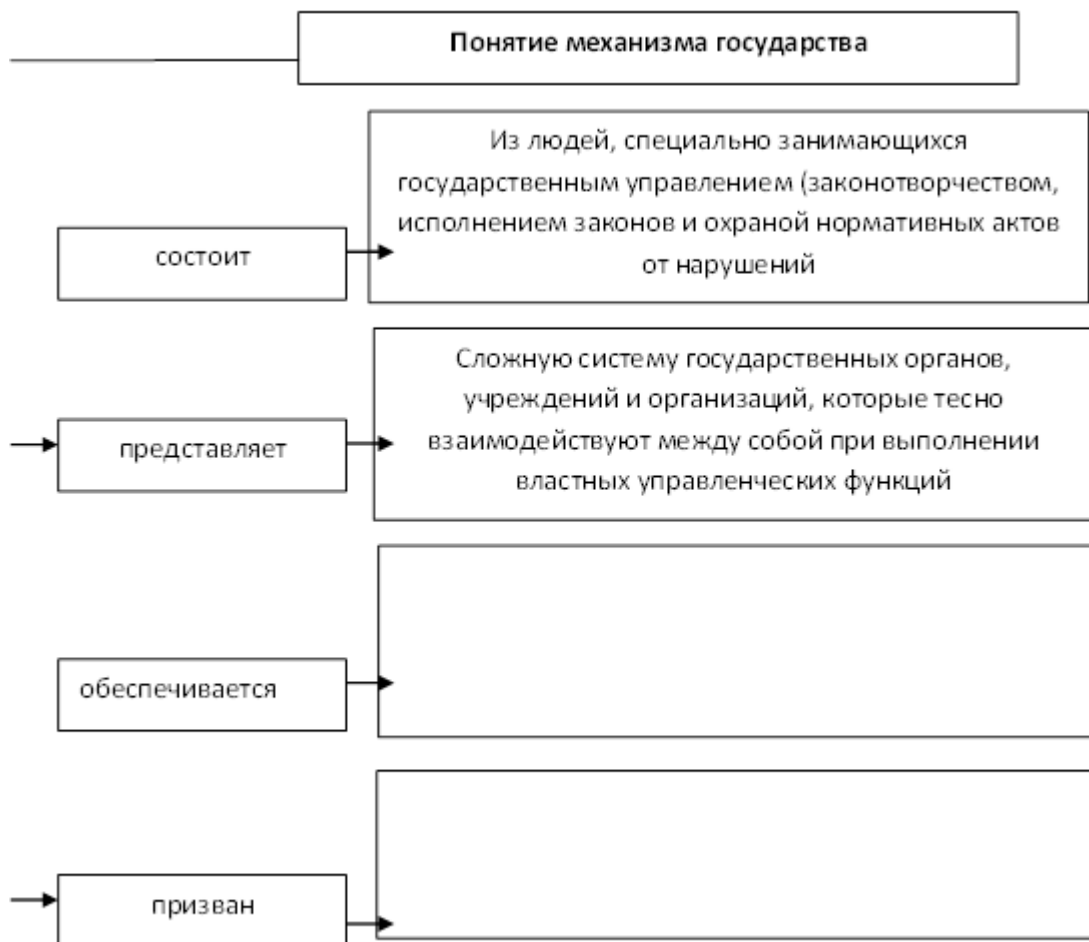 Понятие механизма государства
Из людей, специально занимающихся
государственным управлением (законотворчеством,
исполнением законов и охраной нормативных актов
от нарушений
состоит
Сложную систему государственных органов,
учреждений и организаций, которые тесно
взаимодействуют между собой при выполнении
властных управленческих функций
представляет
обеспечивается
призван